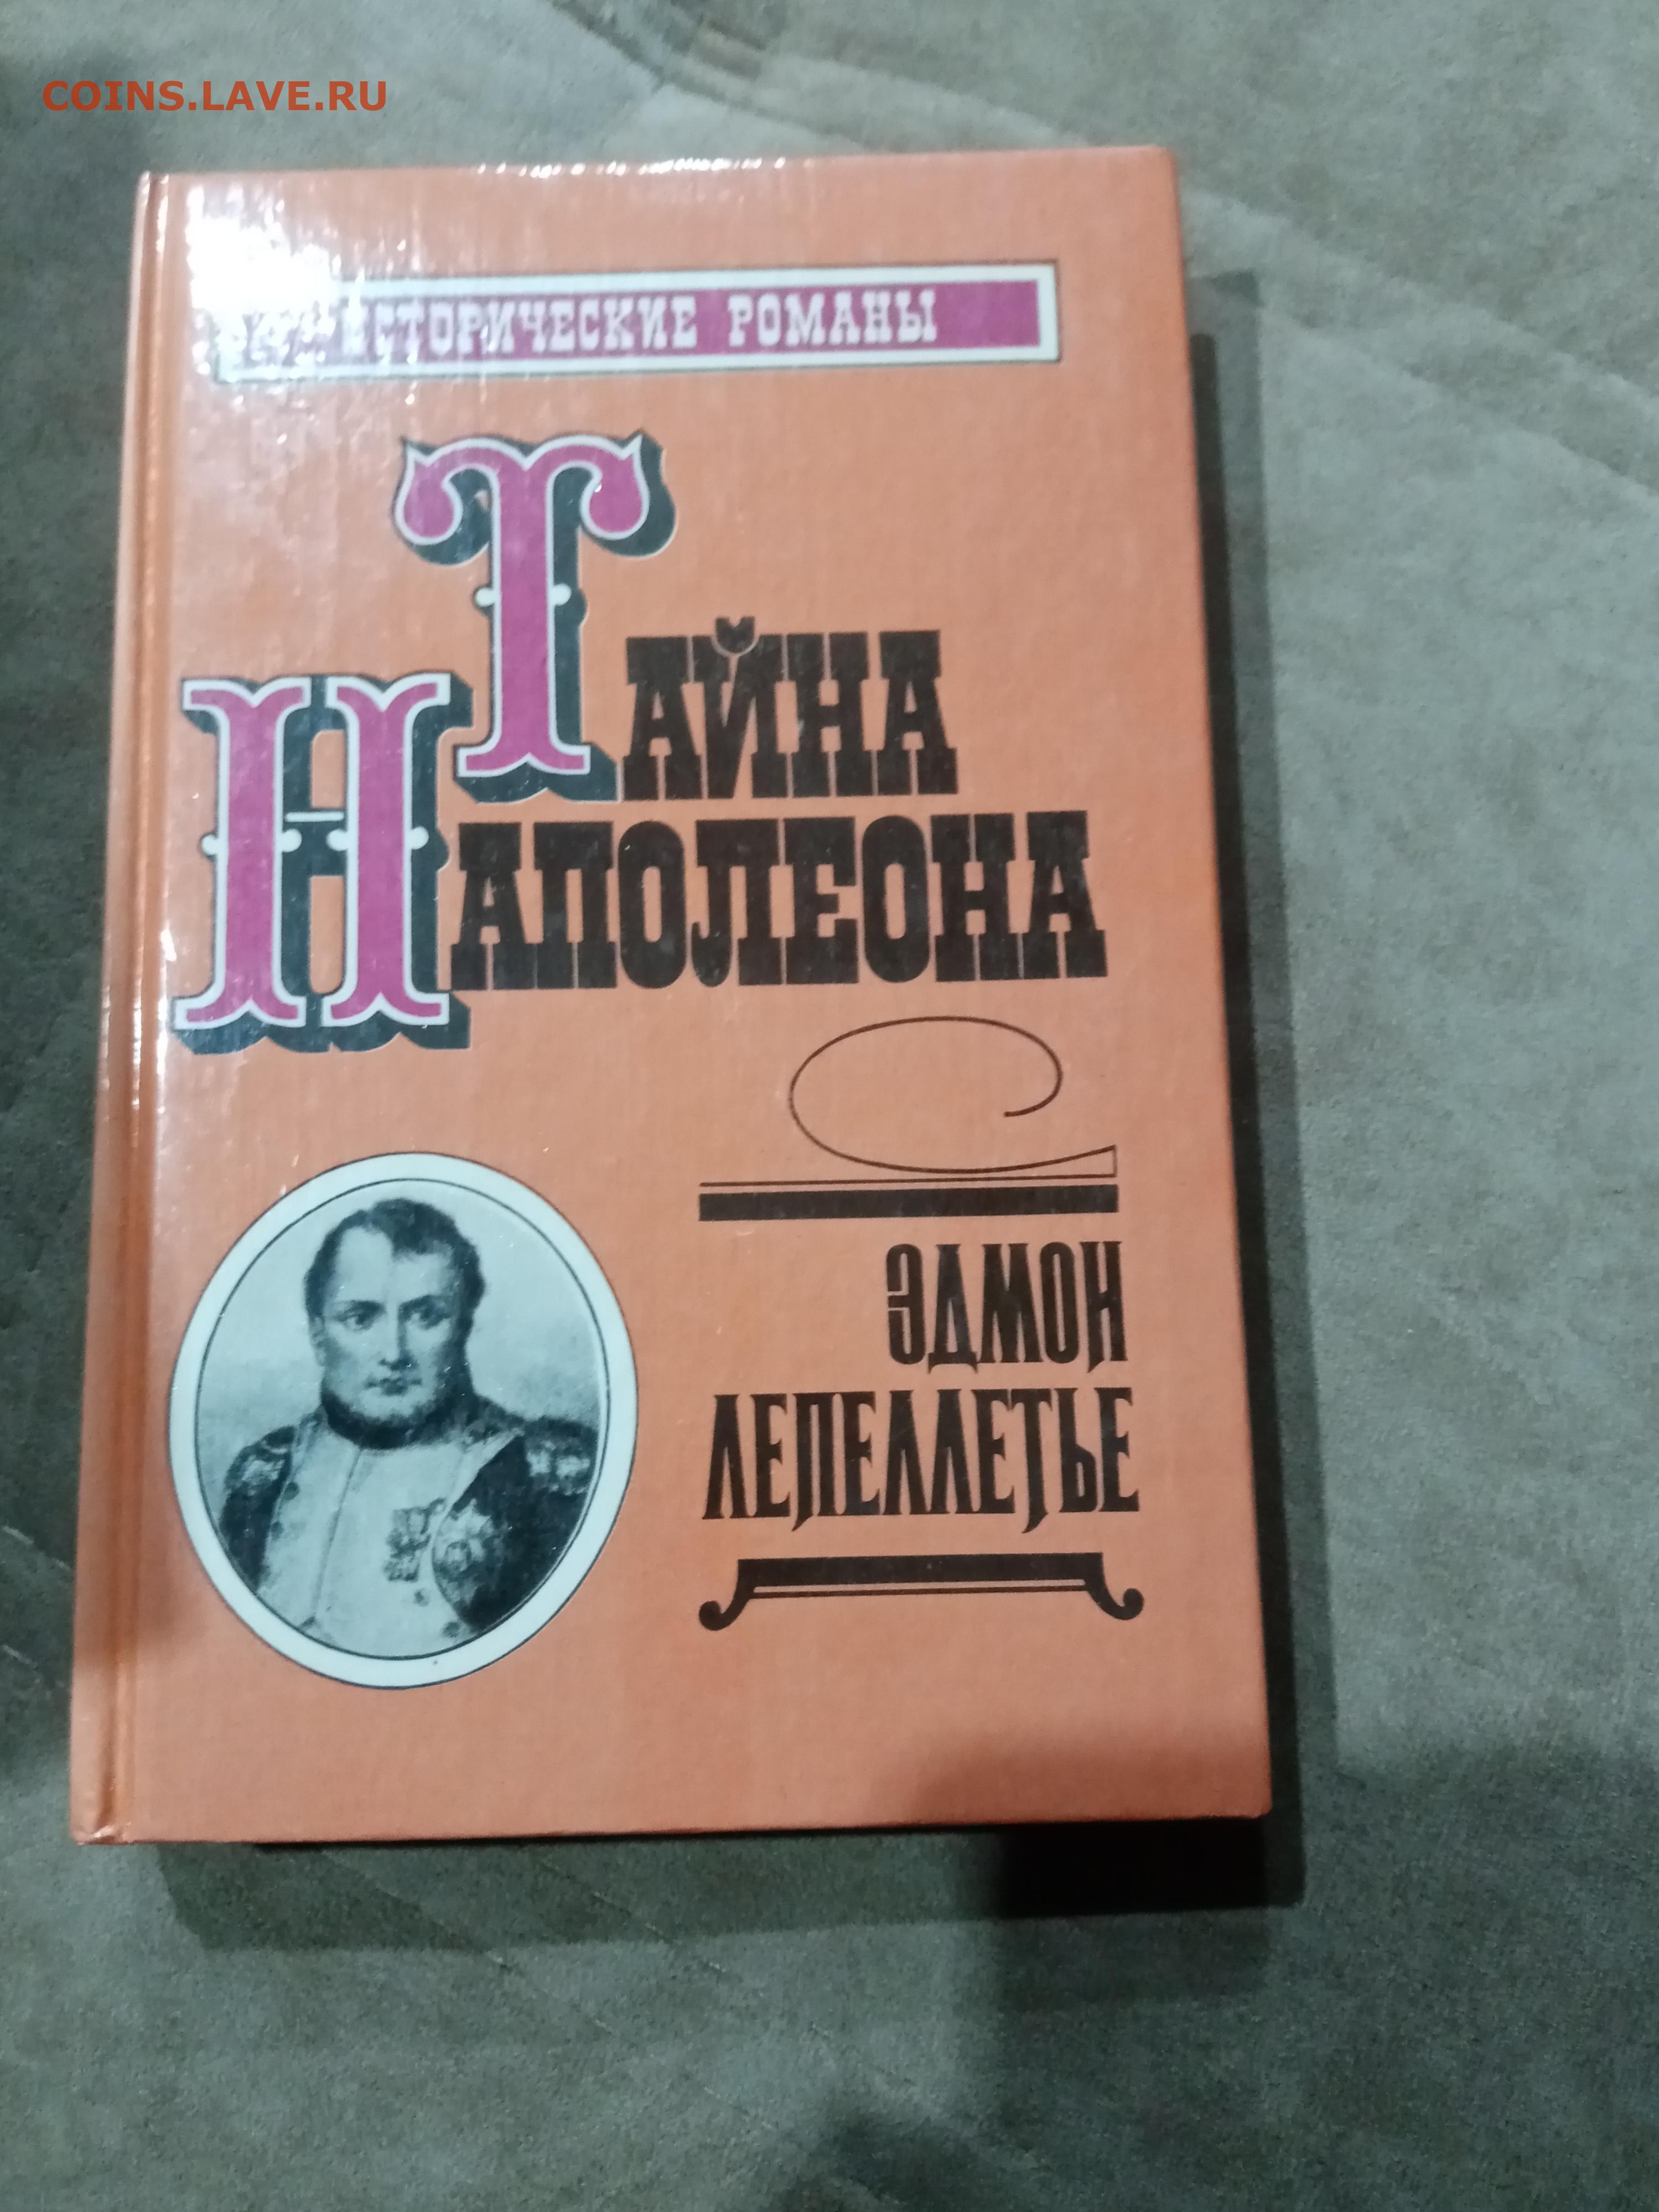 COINS.LAVE.RU
ИСТОРИЧЕСКИЕ РОМАНЫ
ТАЙНА
НАПОЛЕОНА
ЭДМОН
ЛЕПЕЛЛЕТЬЕ